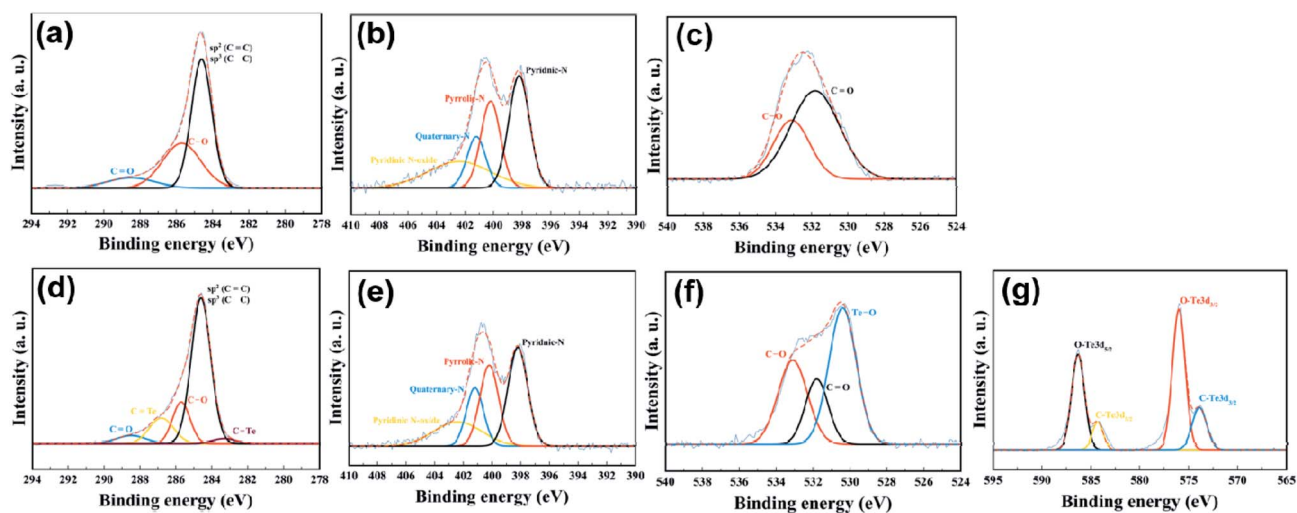 (a)
sp² (C = C)
sp³ (C C)
C−O
C=O
Intensity (a. u.)
294 292 290 288 286 284 282 280 278
Binding energy (eV)
(b)
Pyridnic-N
Pyrrolic-N
Quaternary-N
Pyridinic N-oxide
Intensity (a. u.)
410 408 406 404 402 400 398 396 394 392 390
Binding energy (eV)
(c)
C = O
C−O
Intensity (a. u.)
540 538 536 534 532 530 528 526 524
Binding energy (eV)
(d)
sp² (C = C)
sp³ (C C)
C = Te
C−O
C=O
C−Te
Intensity (a. u.)
294 292 290 288 286 284 282 280 278
Binding energy (eV)
(e)
Pyridnic-N
Pyrrolic-N
Quaternary-N
Pyridinic N-oxide
Intensity (a. u.)
410 408 406 404 402 400 398 396 394 392 390
Binding energy (eV)
(f)
Te−O
C−O
C = O
Intensity (a. u.)
540 538 536 534 532 530 528 526 524
Binding energy (eV)
(g)
O-Te3d₅/₂
O-Te3d₃/₂
C-Te3d₅/₂
C-Te3d₃/₂
Intensity (a. u.)
595 590 585 580 575 570 565
Binding energy (eV)